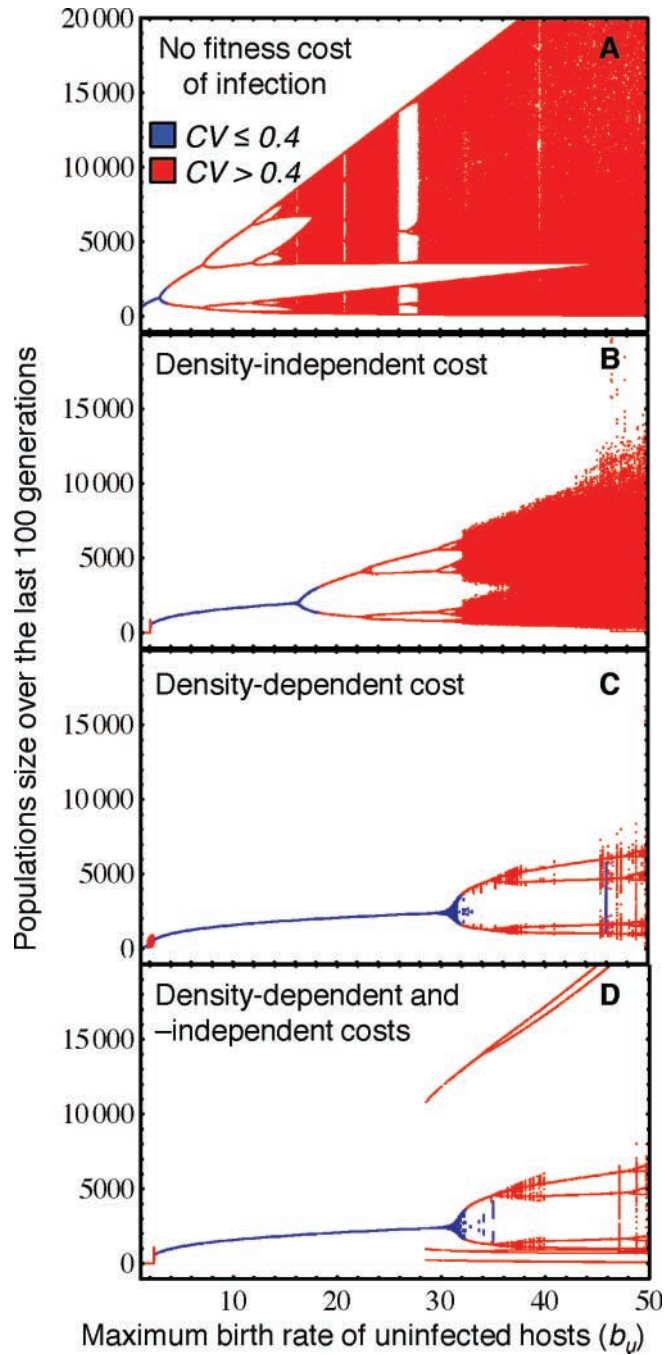 20 000
No fitness cost
of infection
A
CV ≤ 0.4
CV > 0.4
15 000
10 000
5000
0
Density-independent cost
B
15 000
10 000
5000
0
Density-dependent cost
C
15 000
10 000
5000
0
Density-dependent and
–independent costs
D
15 000
10 000
5000
0
10 20 30 40 50
Maximum birth rate of uninfected hosts (bu)
Populations size over the last 100 generations